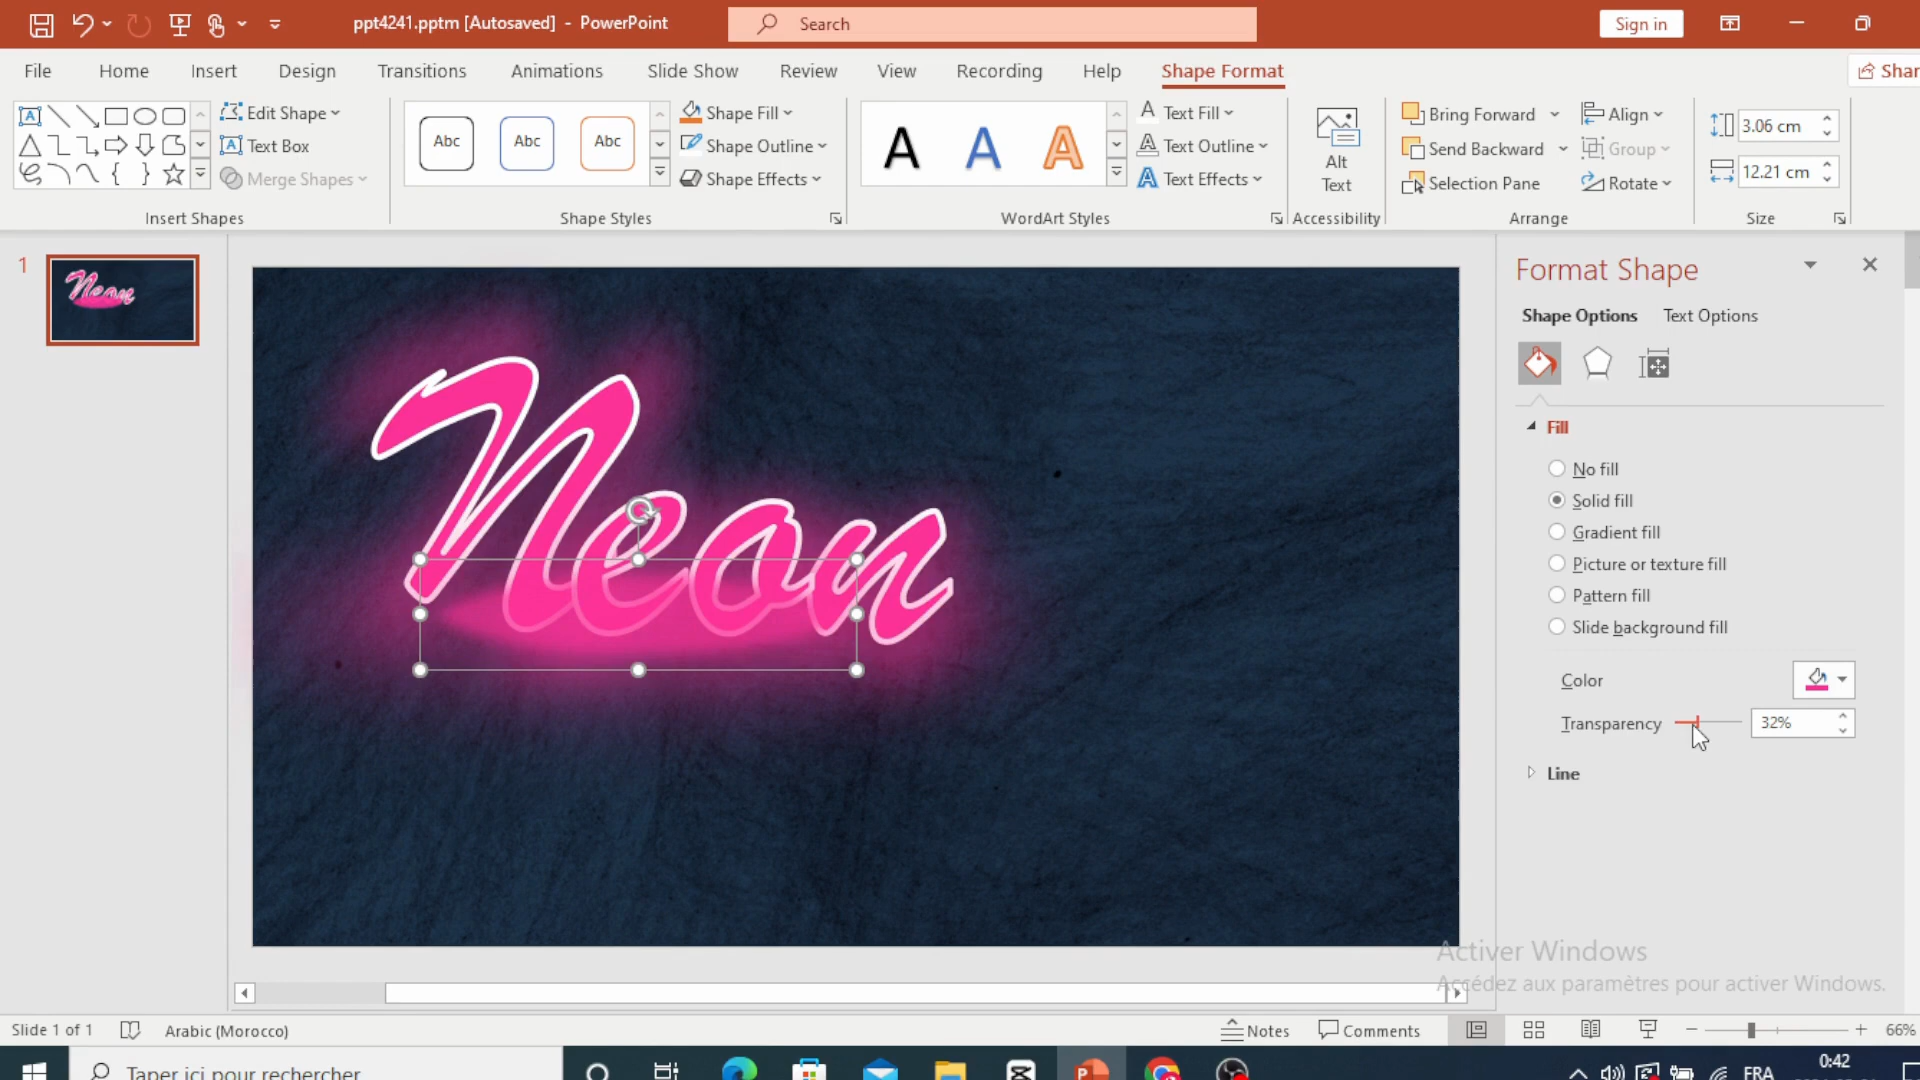 ppt4241.pptm [Autosaved] - PowerPoint
Search
Sign in
File
Home
Insert
Design
Transitions
Animations
Slide Show
Review
View
Recording
Help
Shape Format
Shar
Edit Shape
Text Box
Merge Shapes
Insert Shapes
Abc
Abc
Abc
Shape Fill
Shape Outline
Shape Effects
Shape Styles
A
A
A
Text Fill
Text Outline
Text Effects
WordArt Styles
Alt
Text
Accessibility
Bring Forward
Send Backward
Selection Pane
Align
Group
Rotate
Arrange
3.06 cm
12.21 cm
Size
1
Neon
Neon
Format Shape
Shape Options
Text Options
Fill
No fill
Solid fill
Gradient fill
Picture or texture fill
Pattern fill
Slide background fill
Color
Transparency
32%
Line
Activer Windows
Accédez aux paramètres pour activer Windows.
Slide 1 of 1
Arabic (Morocco)
Notes
Comments
66%
Taper ici pour rechercher
FRA
0:42